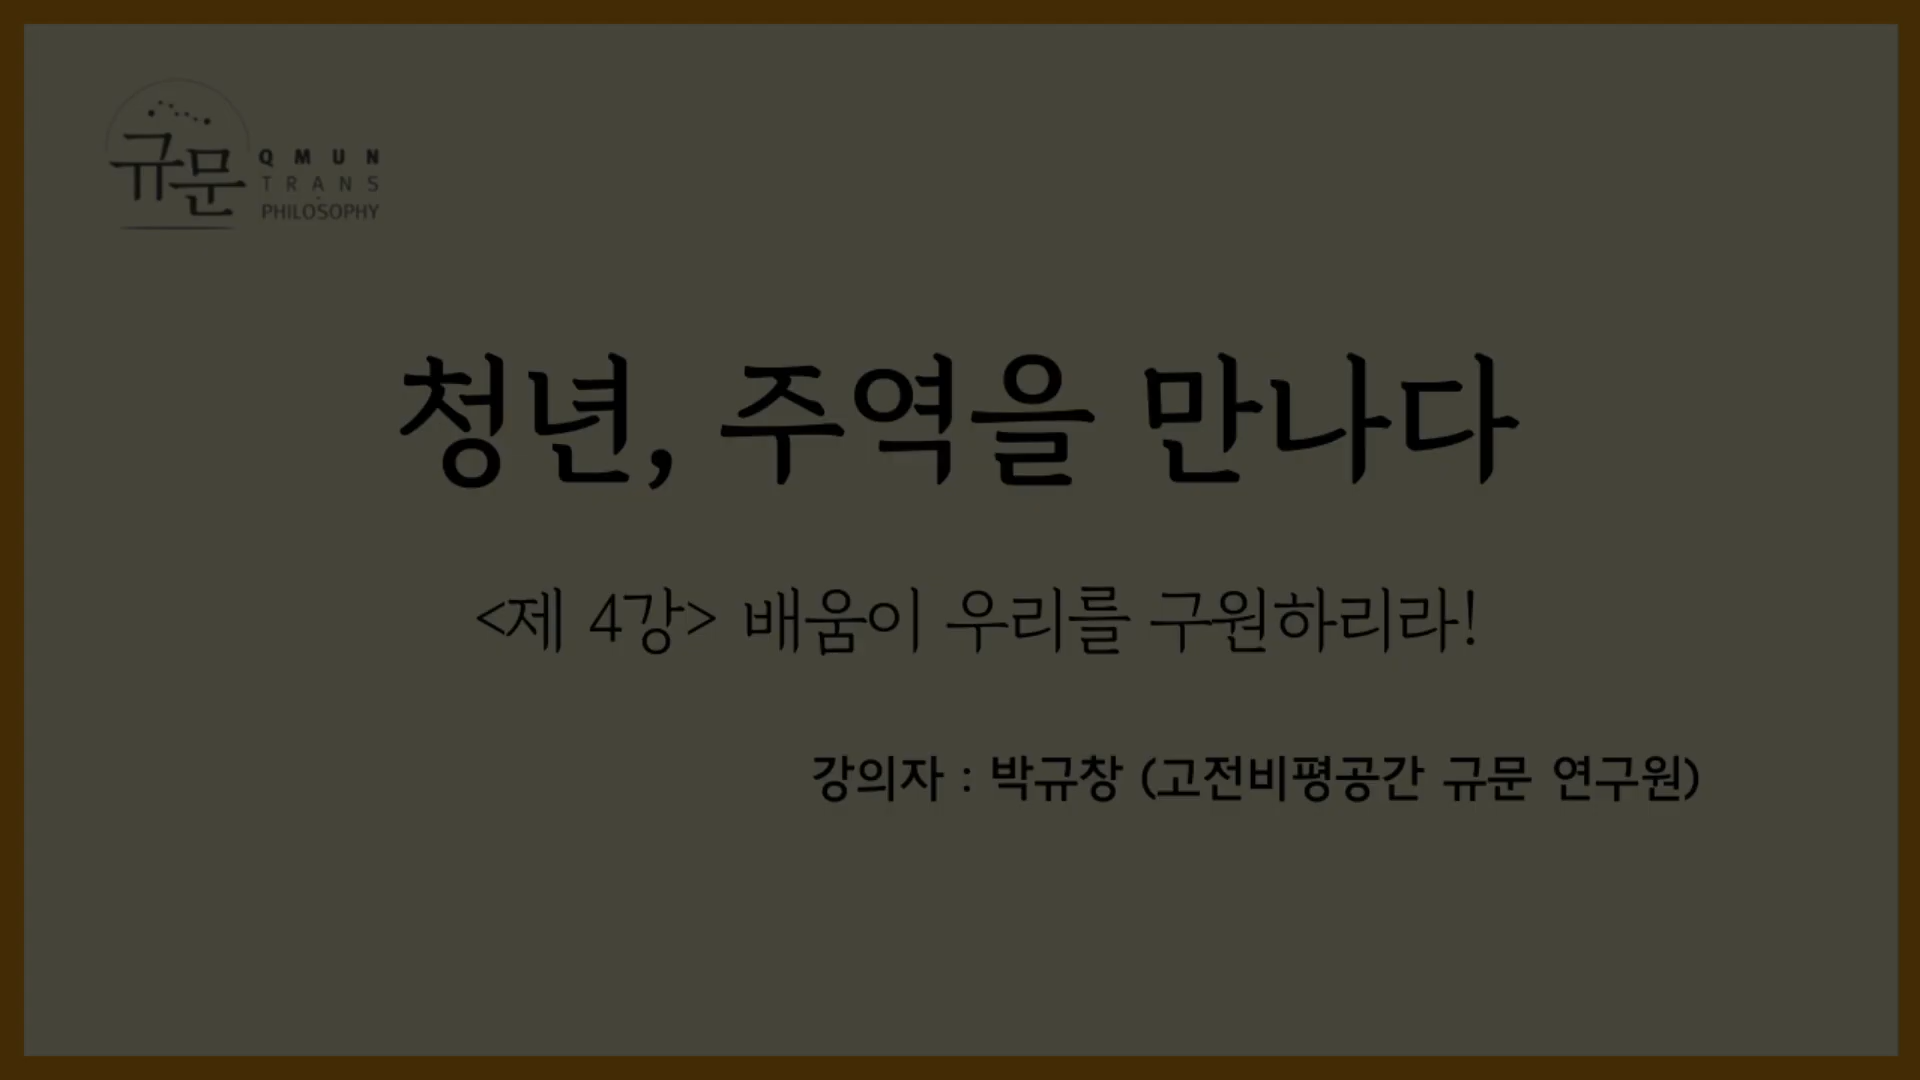 규문
QMUN
TRANS
PHILOSOPHY
청년, 주역을 만나다
<제 4강> 배움이 우리를 구원하리라!
강의자 : 박규창 (고전비평공간 규문 연구원)